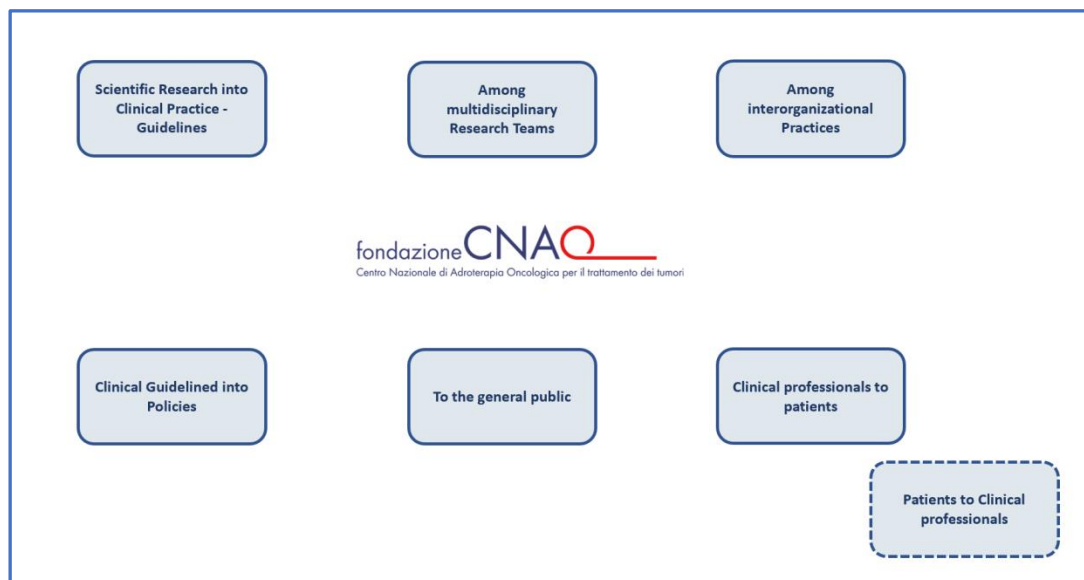 Scientific Research into
Clinical Practice -
Guidelines
Among
multidisciplinary
Research Teams
Among
interorganizational
Practices
fondazione CNAO
Centro Nazionale di Adroterapia Oncologica per il trattamento dei tumori
Clinical Guidelined into
Policies
To the general public
Clinical professionals to
patients
Patients to Clinical
professionals